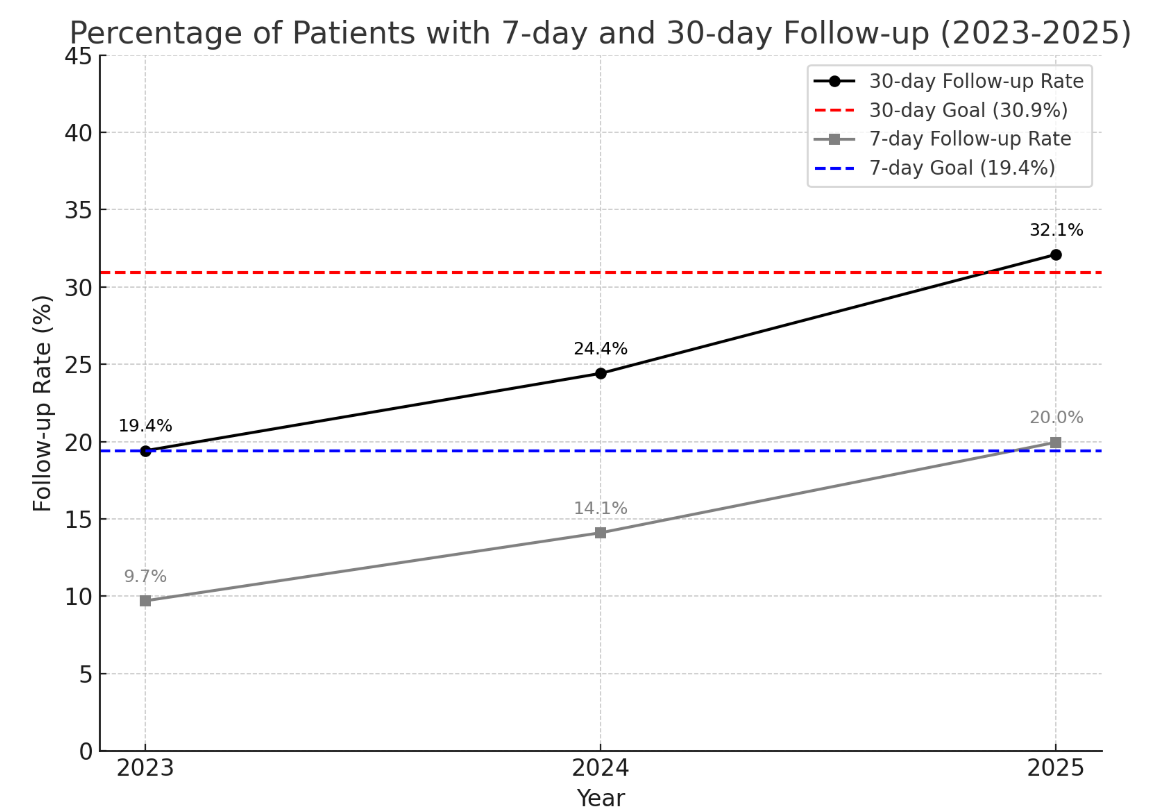 Percentage of Patients with 7-day and 30-day Follow-up (2023-2025)
45
40
35
30
25
20
15
10
5
0
Follow-up Rate (%)
30-day Follow-up Rate
30-day Goal (30.9%)
7-day Follow-up Rate
7-day Goal (19.4%)
32.1%
24.4%
19.4%
20.0%
14.1%
9.7%
2023
2024
2025
Year